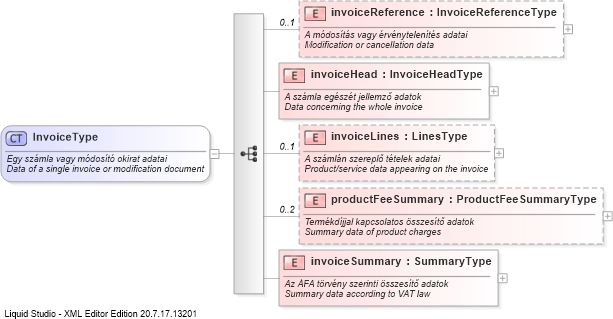 E invoiceReference : InvoiceReferenceType
0..1
A módosítás vagy érvénytelenítés adatai
Modification or cancellation data
E invoiceHead : InvoiceHeadType
A számla egészét jellemző adatok
Data concerning the whole invoice
CT InvoiceType
Egy számla vagy módosító okirat adatai
Data of a single invoice or modification document
E invoiceLines : LinesType
0..1
A számlán szereplő tételek adatai
Product/service data appearing on the invoice
E productFeeSummary : ProductFeeSummaryType
0..2
Termékdíjjal kapcsolatos összesítő adatok
Summary data of product charges
E invoiceSummary : SummaryType
Az ÁFA törvény szerinti összesítő adatok
Summary data according to VAT law
Liquid Studio - XML Editor Edition 20.7.17.13201